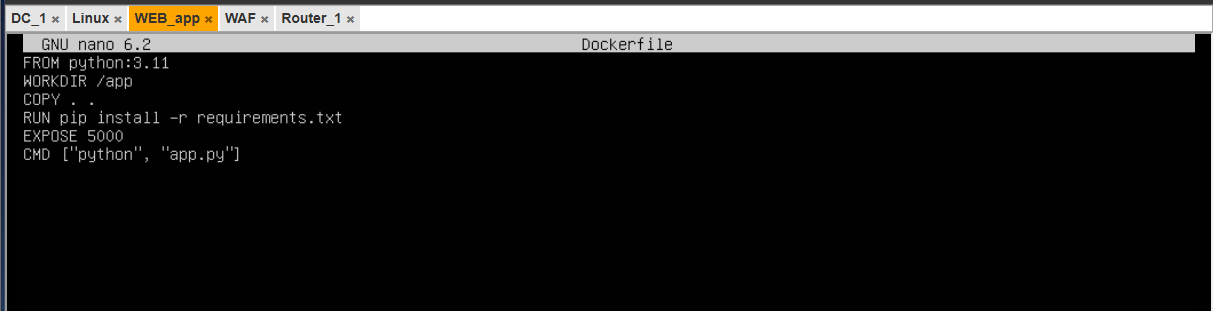 DC_1 × Linux × WEB_app × WAF × Router_1 ×
GNU nano 6.2 Dockerfile
FROM python:3.11
WORKDIR /app
COPY . .
RUN pip install -r requirements.txt
EXPOSE 5000
CMD ["python", "app.py"]